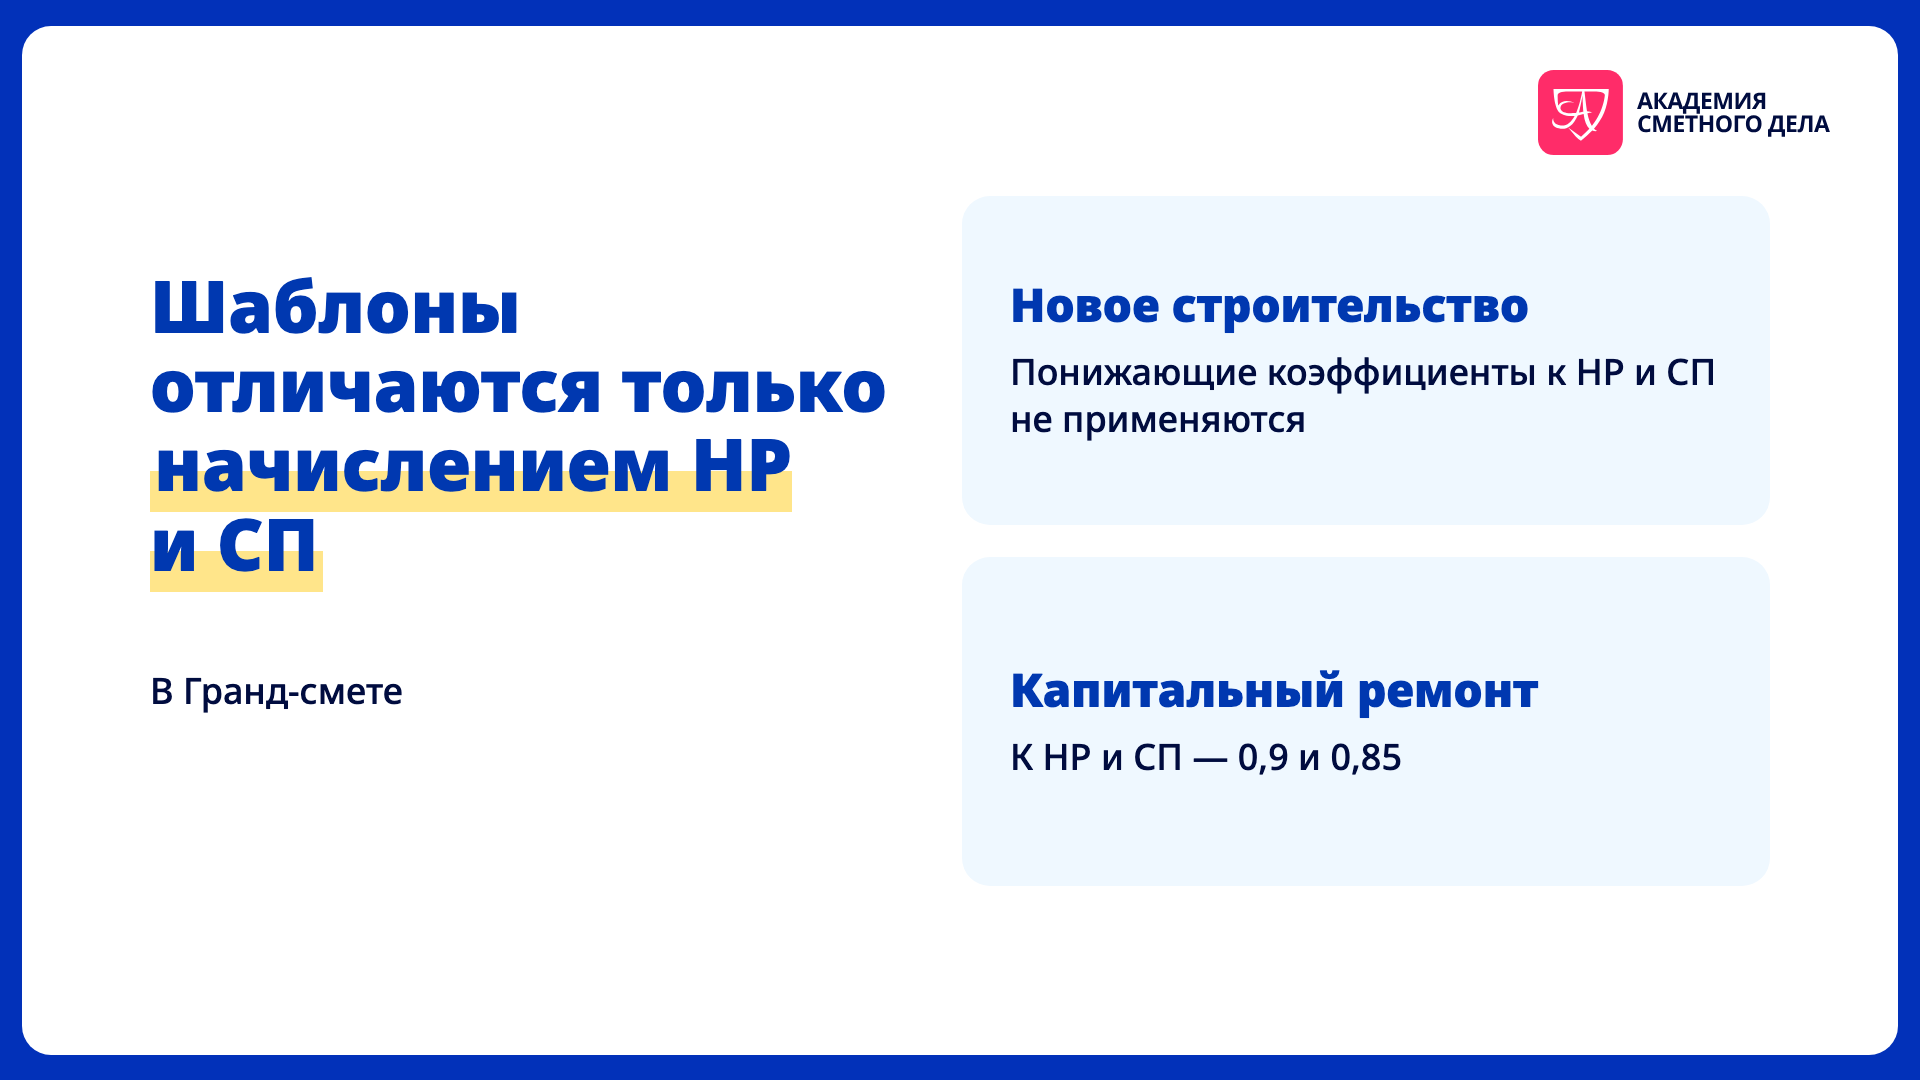 АКАДЕМИЯ
СМЕТНОГО ДЕЛА
Шаблоны
отличаются только
начислением НР
и СП
В Гранд-смете
Новое строительство
Понижающие коэффициенты к НР и СП
не применяются
Капитальный ремонт
К НР и СП — 0,9 и 0,85